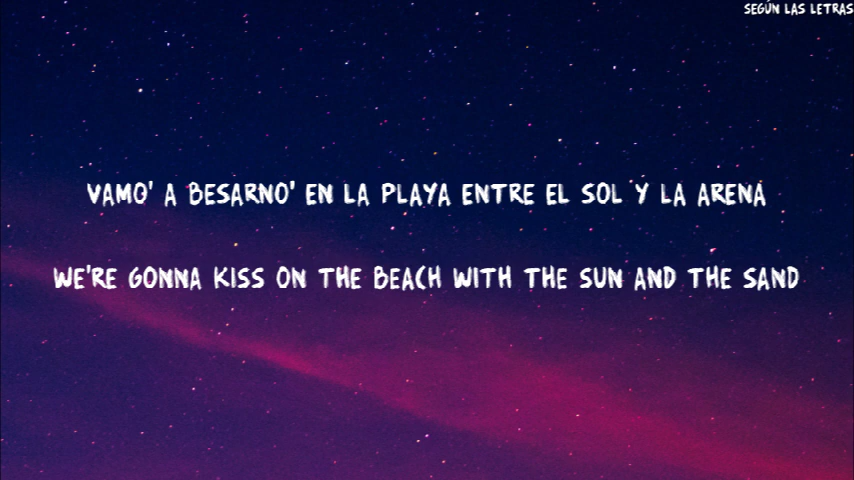 SEGÚN LAS LETRAS
VAMO' A BESARNO' EN LA PLAYA ENTRE EL SOL Y LA ARENA
WE'RE GONNA KISS ON THE BEACH WITH THE SUN AND THE SAND